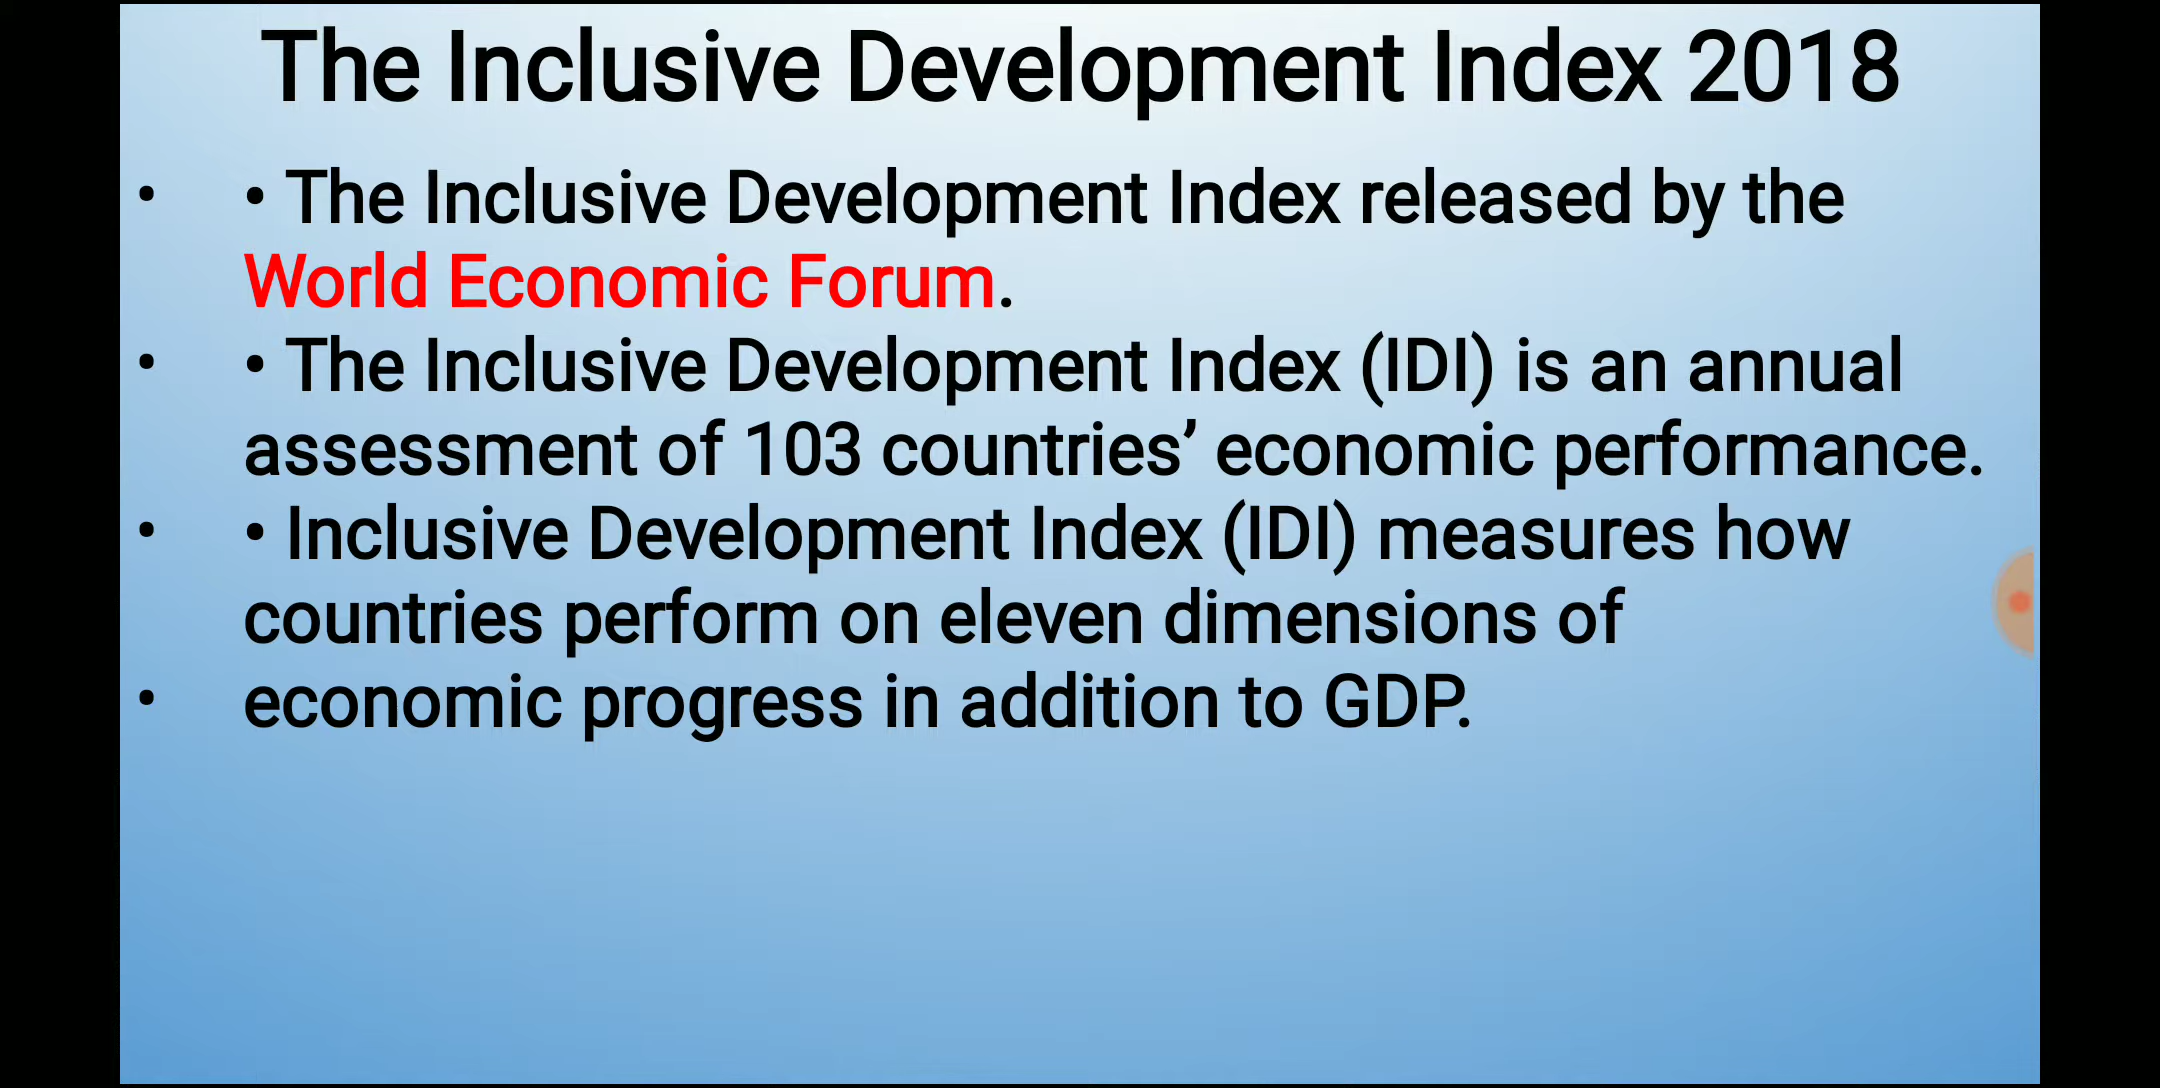 The Inclusive Development Index 2018
• • The Inclusive Development Index released by the
World Economic Forum.
• • The Inclusive Development Index (IDI) is an annual
assessment of 103 countries’ economic performance.
• • Inclusive Development Index (IDI) measures how
countries perform on eleven dimensions of
• economic progress in addition to GDP.